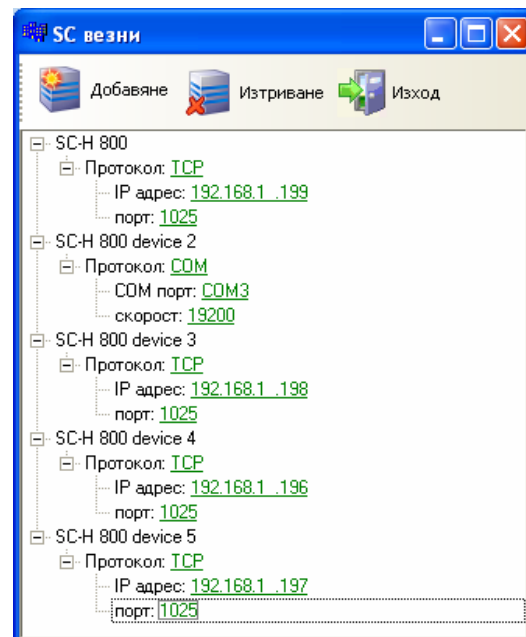 SC везни
Добавяне Изтриване Изход
SC-H 800
Протокол: TCP
IP адрес: 192.168.1 .199
порт: 1025
SC-H 800 device 2
Протокол: COM
COM порт: COM3
скорост: 19200
SC-H 800 device 3
Протокол: TCP
IP адрес: 192.168.1 .198
порт: 1025
SC-H 800 device 4
Протокол: TCP
IP адрес: 192.168.1 .196
порт: 1025
SC-H 800 device 5
Протокол: TCP
IP адрес: 192.168.1 .197
порт: 1025